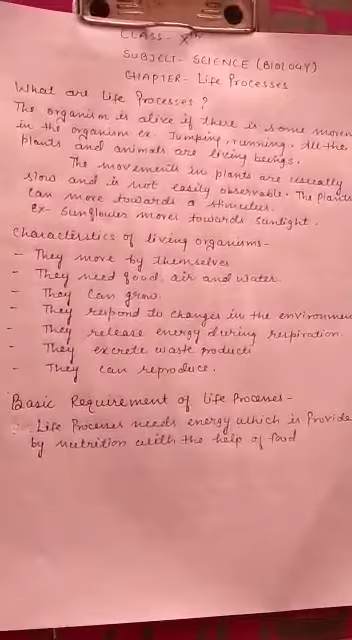 CLASS- Xth
SUBJECT- SCIENCE (BIOLOGY)
CHAPTER- Life Processes
What are Life Processes?
The organism is alive if there is some movem
in the organism ex- Jumping, running. All the
plants and animals are living beings.
The movements in plants are usually
slow and is not easily observable. The plants
can move towards a stimulus.
Ex- Sunflower moves towards sunlight.
Characteristics of living organisms-
- They move by themselves
- They need food, air and water.
- They can grow.
- They respond to changes in the environmen
- They release energy during respiration.
- They excrete waste products
- They can reproduce.
Basic Requirement of Life Processes-
Life Processes needs energy which is Provide
by nutrition with the help of food